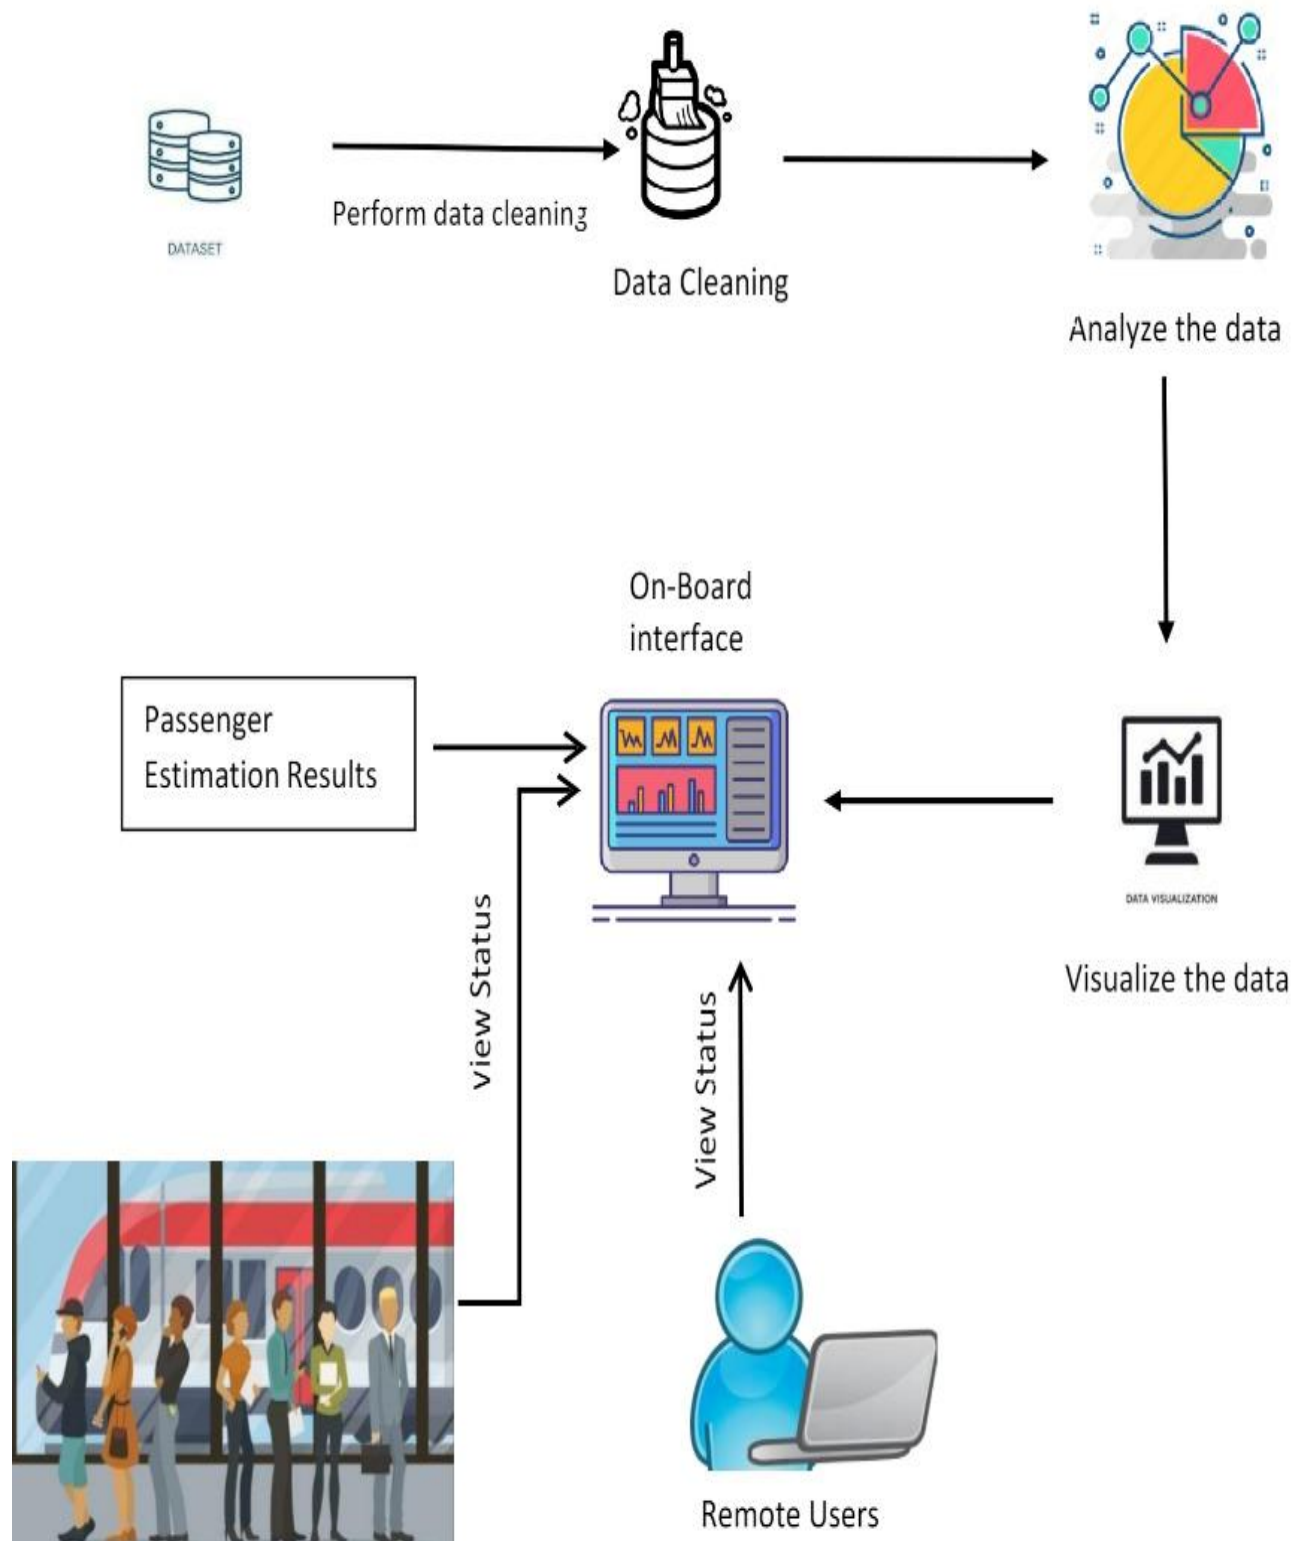 DATASET
Perform data cleaning
Data Cleaning
Analyze the data
On-Board
interface
Passenger
Estimation Results
DATA VISUALIZATION
Visualize the data
View Status
View Status
Remote Users